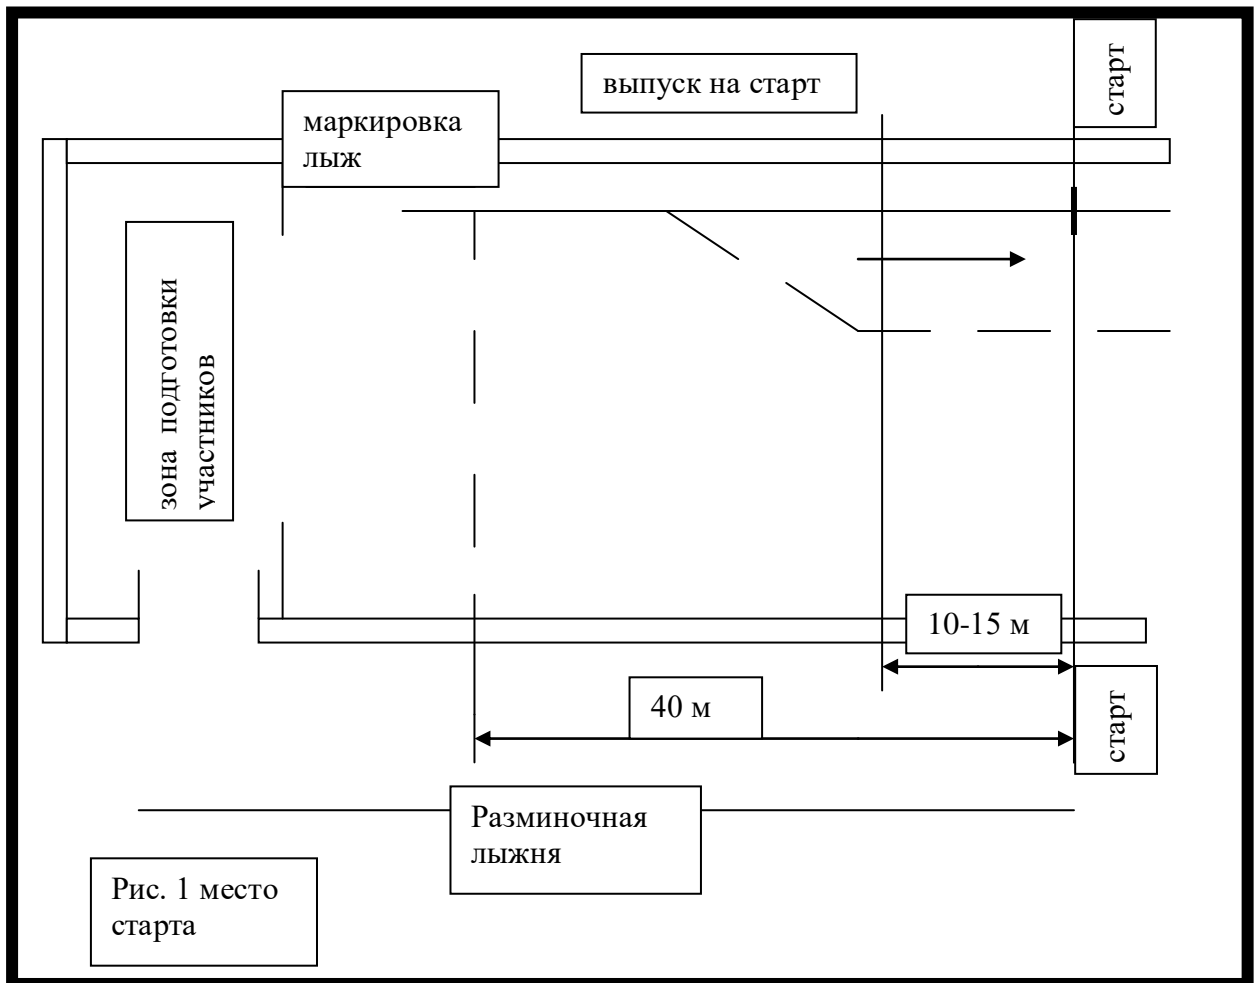 старт
выпуск на старт
маркировка
лыж
зона подготовки
участников
10-15 м
40 м
старт
Разминочная
лыжня
Рис. 1 место
старта